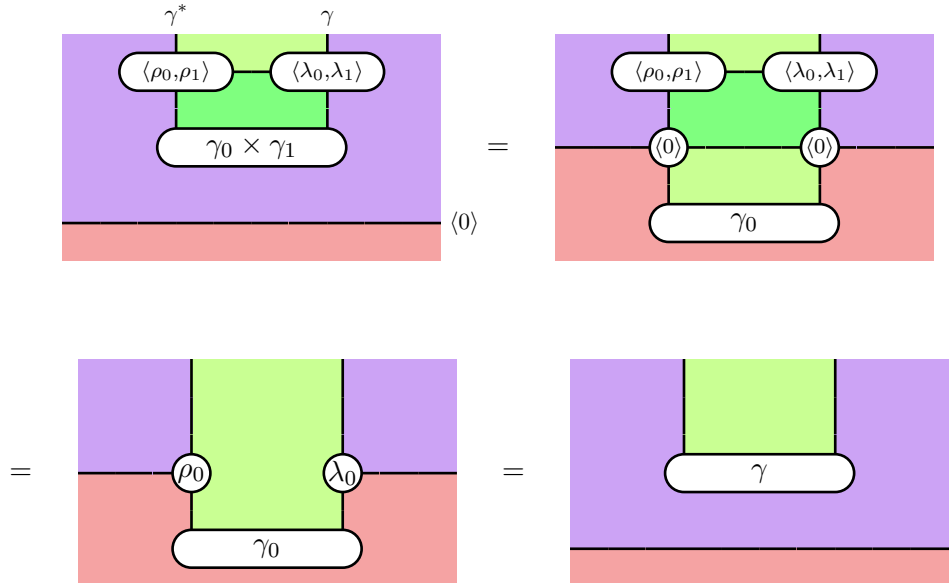 γ* γ
⟨ρ₀,ρ₁⟩ ⟨λ₀,λ₁⟩ ⟨ρ₀,ρ₁⟩ ⟨λ₀,λ₁⟩
γ₀ × γ₁ = ⟨0⟩ ⟨0⟩
⟨0⟩ γ₀
= ρ₀ λ₀ = γ
γ₀